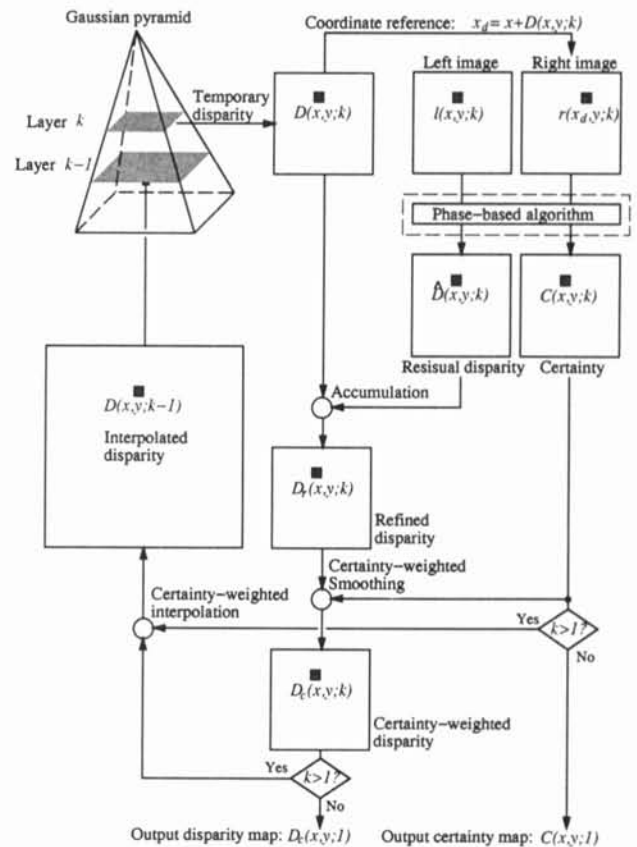 Gaussian pyramid
Coordinate reference: x_d = x+D(x,y;k)
Left image
Right image
Layer k
Temporary
disparity
D(x,y;k)
l(x,y;k)
r(x_d,y;k)
Layer k−1
Phase−based algorithm
D̂(x,y;k)
C(x,y;k)
Resisual disparity
Certainty
D(x,y;k−1)
Interpolated
disparity
Accumulation
D_r(x,y;k)
Refined
disparity
Certainty−weighted
Smoothing
Certainty−weighted
interpolation
Yes
k>1?
No
D_c(x,y;k)
Certainty−weighted
disparity
Yes
k>1?
No
Output disparity map: D_c(x,y;1)
Output certainty map: C(x,y;1)